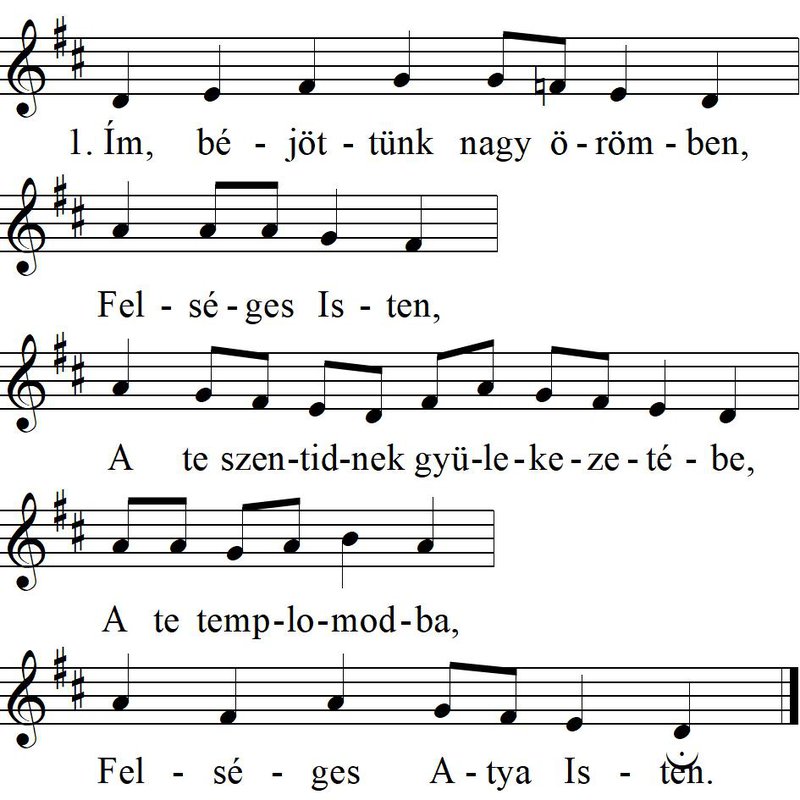 1. Ím, bé - jöt - tünk nagy ö - röm - ben,
Fel - sé - ges Is - ten,
A te szen-tid-nek gyü-le-ke-ze-té - be,
A te temp-lo-mod-ba,
Fel - sé - ges A - tya Is - ten.